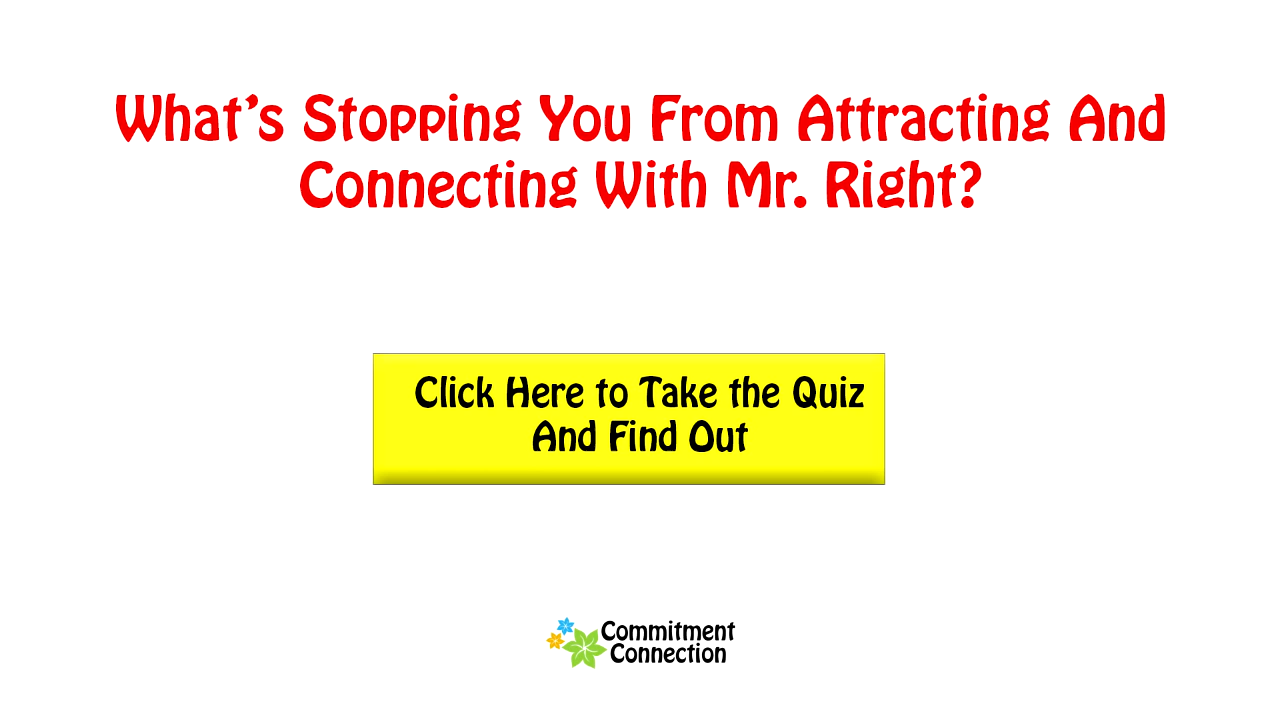 What's Stopping You From Attracting And
Connecting With Mr. Right?
Click Here to Take the Quiz
And Find Out
Commitment
Connection